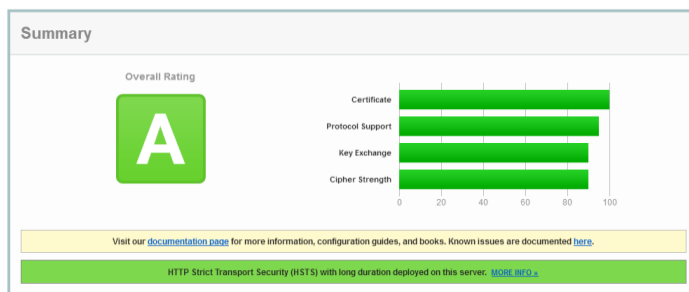 Summary
Overall Rating
A
Certificate
Protocol Support
Key Exchange
Cipher Strength
0 20 40 60 80 100
Visit our documentation page for more information, configuration guides, and books. Known issues are documented here.
HTTP Strict Transport Security (HSTS) with long duration deployed on this server. MORE INFO »